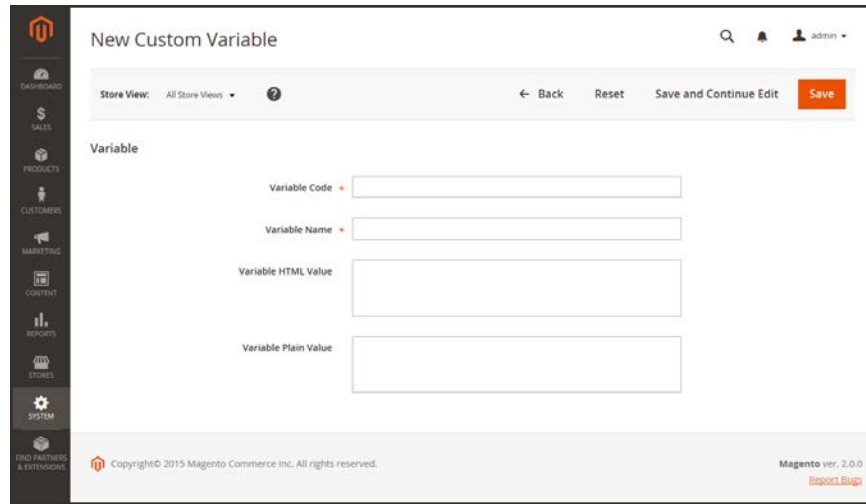 New Custom Variable
admin
Store View: All Store Views ?
← Back Reset Save and Continue Edit Save
DASHBOARD
$
SALES
PRODUCTS
CUSTOMERS
MARKETING
CONTENT
REPORTS
STORES
SYSTEM
FIND PARTNERS
& EXTENSIONS
Variable
Variable Code *
Variable Name *
Variable HTML Value
Variable Plain Value
Copyright© 2015 Magento Commerce Inc. All rights reserved.
Magento ver. 2.0.0
Report Bugs